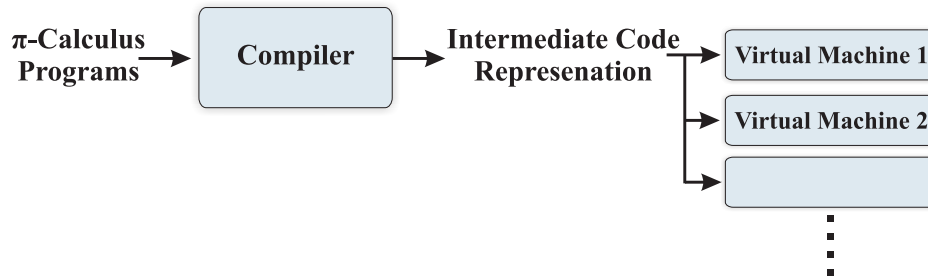 π-Calculus
Programs
Compiler
Intermediate Code
Represenation
Virtual Machine 1
Virtual Machine 2